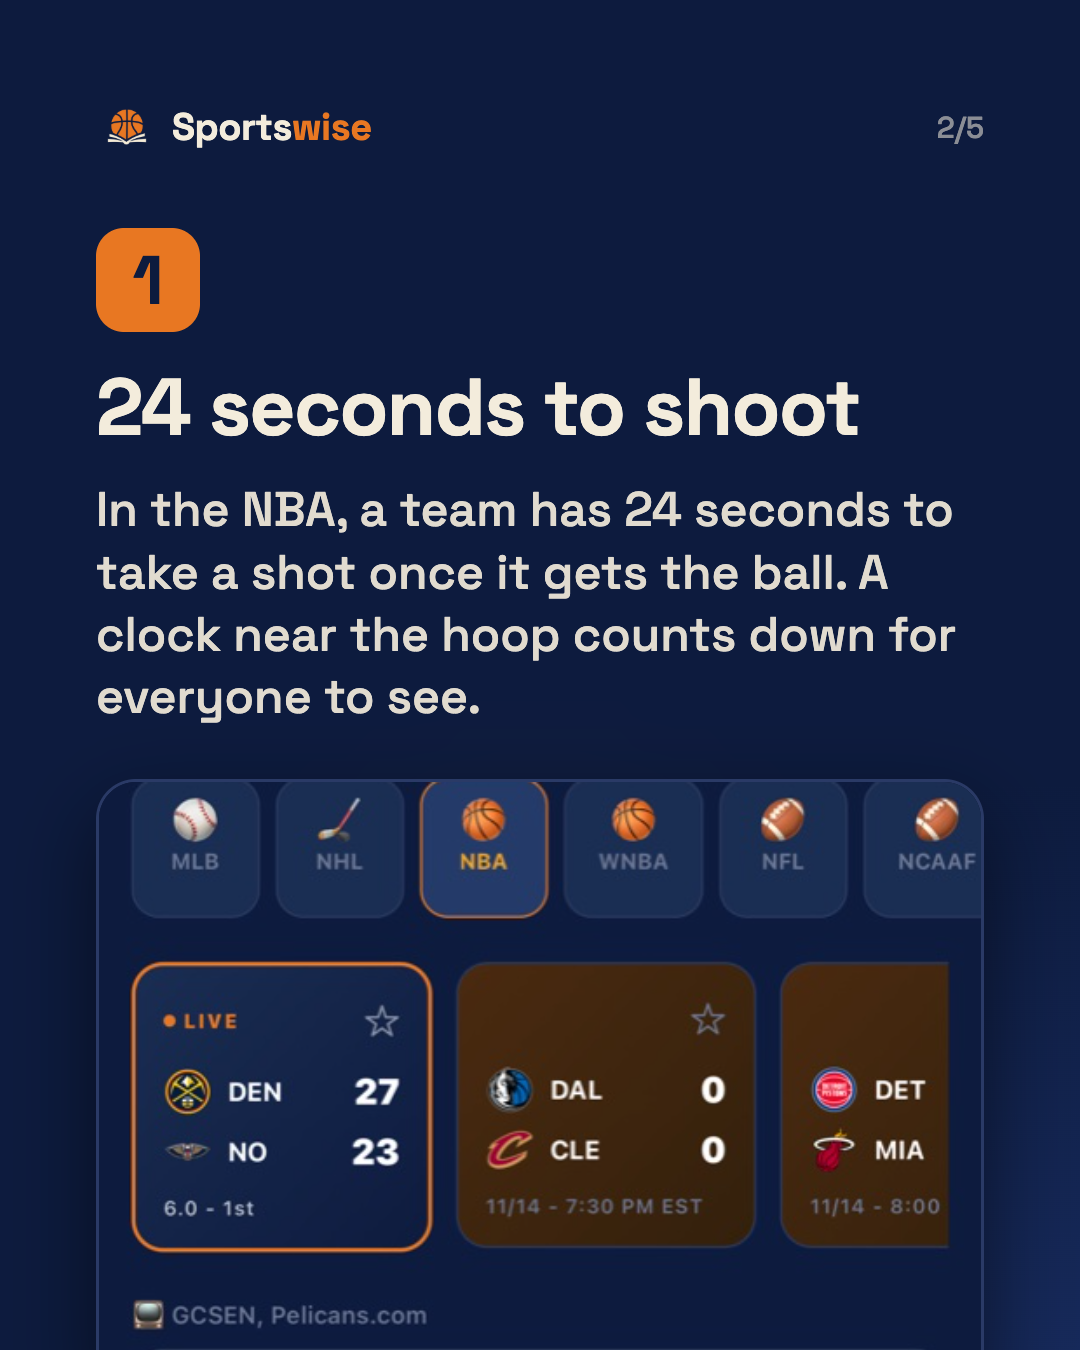 Sportswise
2/5
1
24 seconds to shoot
In the NBA, a team has 24 seconds to
take a shot once it gets the ball. A
clock near the hoop counts down for
everyone to see.
MLB NHL NBA WNBA NFL NCAAF
LIVE
DEN 27
NO 23
6.0 - 1st
DAL 0
CLE 0
11/14 - 7:30 PM EST
DET
MIA
11/14 - 8:00
GCSEN, Pelicans.com